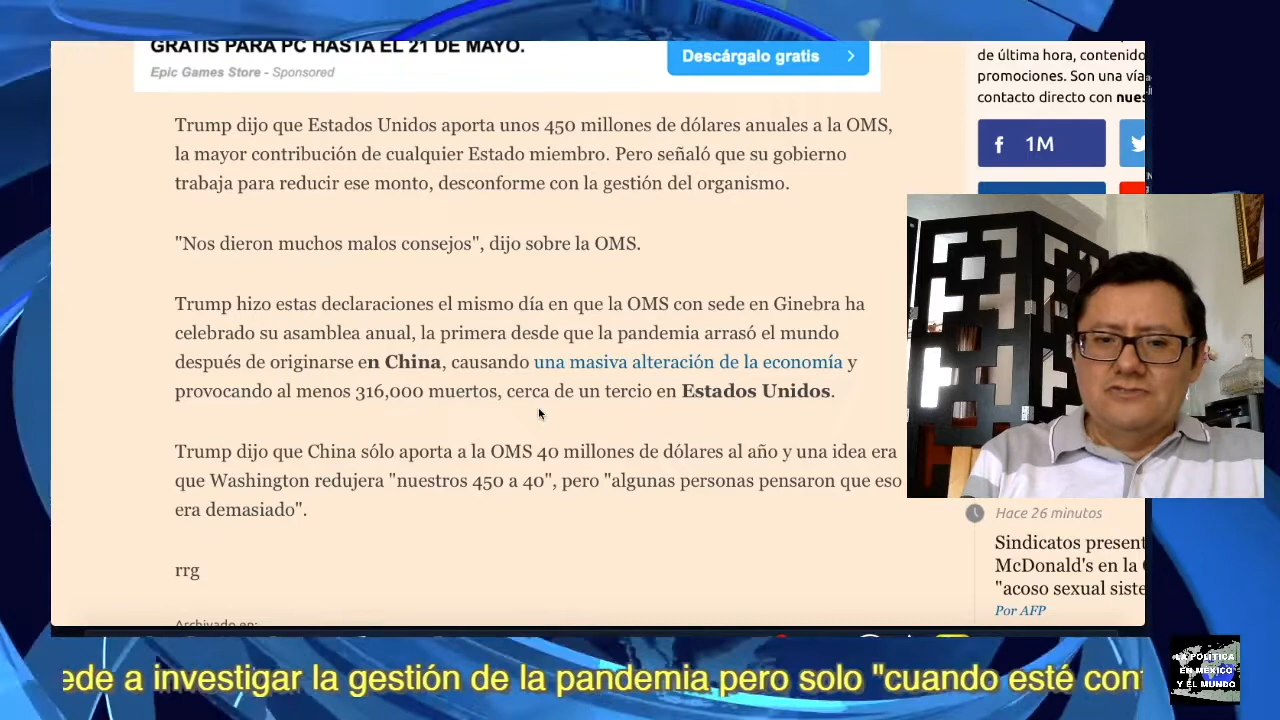 GRATIS PARA PC HASTA EL 21 DE MAYO.
Epic Games Store - Sponsored
Descárgalo gratis
Trump dijo que Estados Unidos aporta unos 450 millones de dólares anuales a la OMS,
la mayor contribución de cualquier Estado miembro. Pero señaló que su gobierno
trabaja para reducir ese monto, desconforme con la gestión del organismo.
"Nos dieron muchos malos consejos", dijo sobre la OMS.
Trump hizo estas declaraciones el mismo día en que la OMS con sede en Ginebra ha
celebrado su asamblea anual, la primera desde que la pandemia arrasó el mundo
después de originarse en China, causando una masiva alteración de la economía y
provocando al menos 316,000 muertos, cerca de un tercio en Estados Unidos.
Trump dijo que China sólo aporta a la OMS 40 millones de dólares al año y una idea era
que Washington redujera "nuestros 450 a 40", pero "algunas personas pensaron que eso
era demasiado".
rrg
Archivado en:
de última hora, contenido
promociones. Son una vía
contacto directo con nues
f 1M
Hace 26 minutos
Sindicatos present
McDonald's en la
"acoso sexual siste
Por AFP
ede a investigar la gestión de la pandemia pero solo "cuando esté con
LA POLITICA
EN MEXICO
Y EL MUNDO